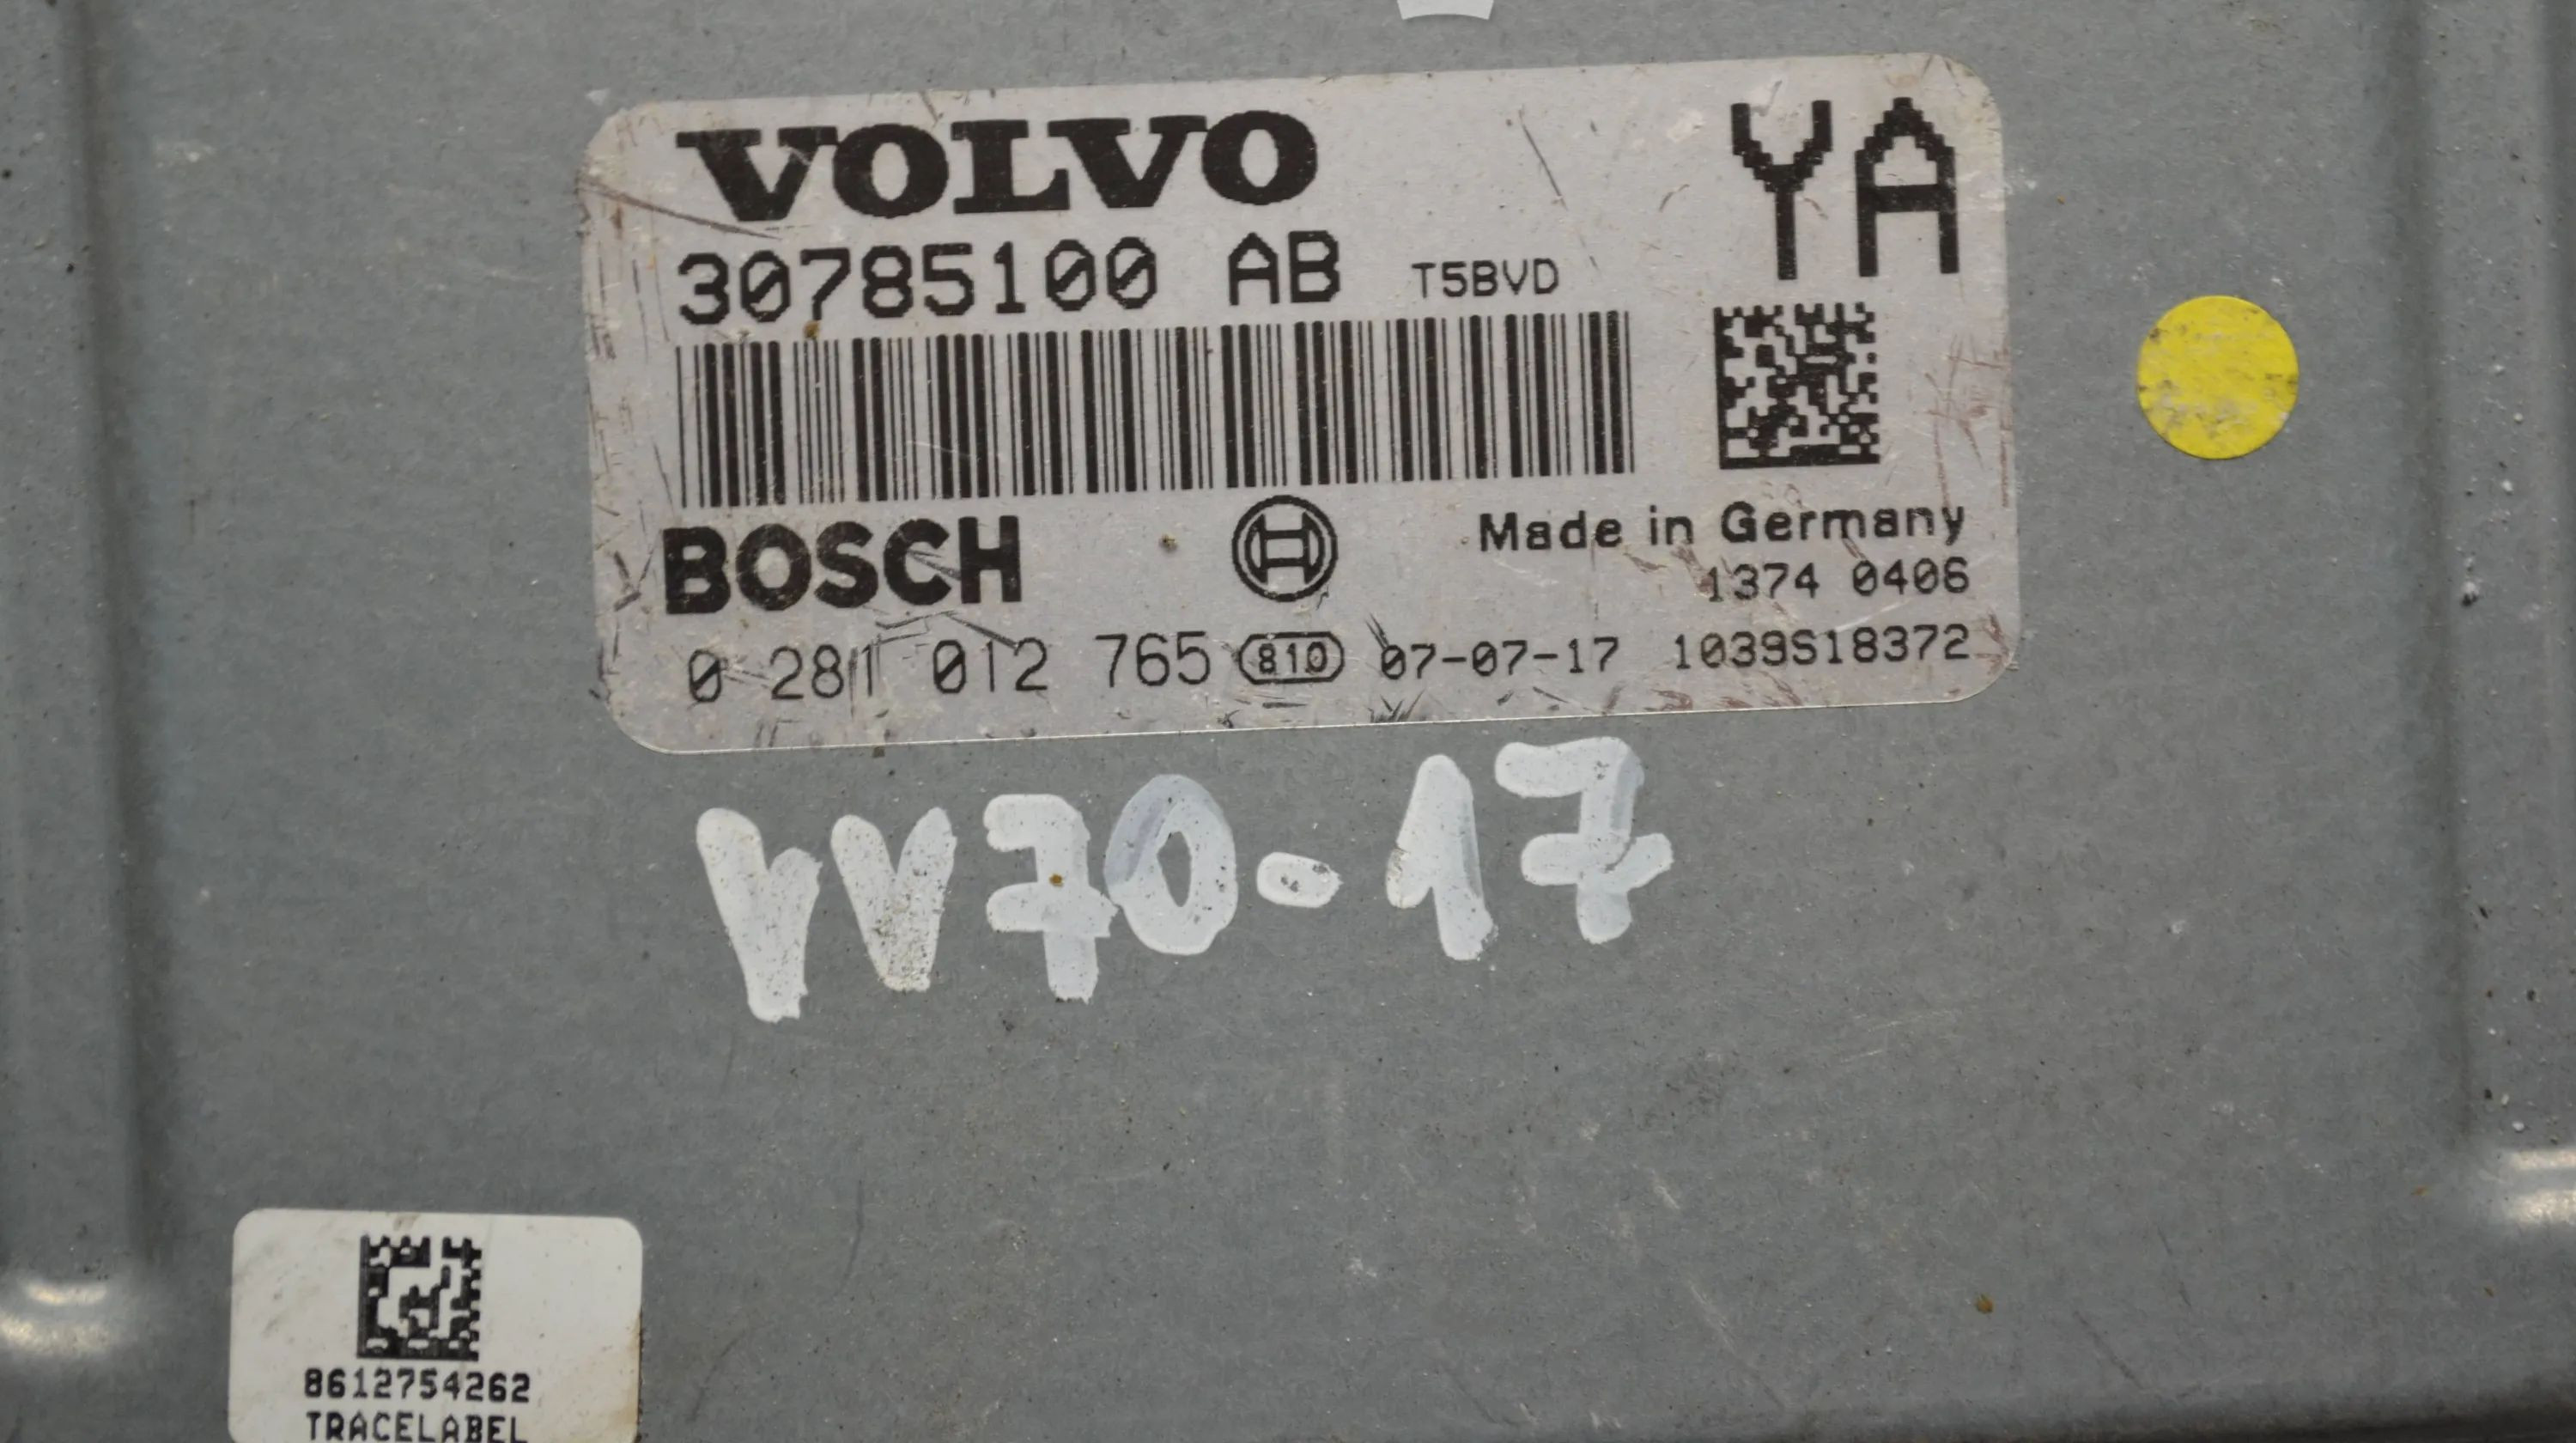 VOLVO
YA
30785100 AB T5BVD
BOSCH
Made in Germany
1374 0406
0 281 012 765 810 07-07-17 1039S18372
VV70-17
8612754262
TRACELABEL